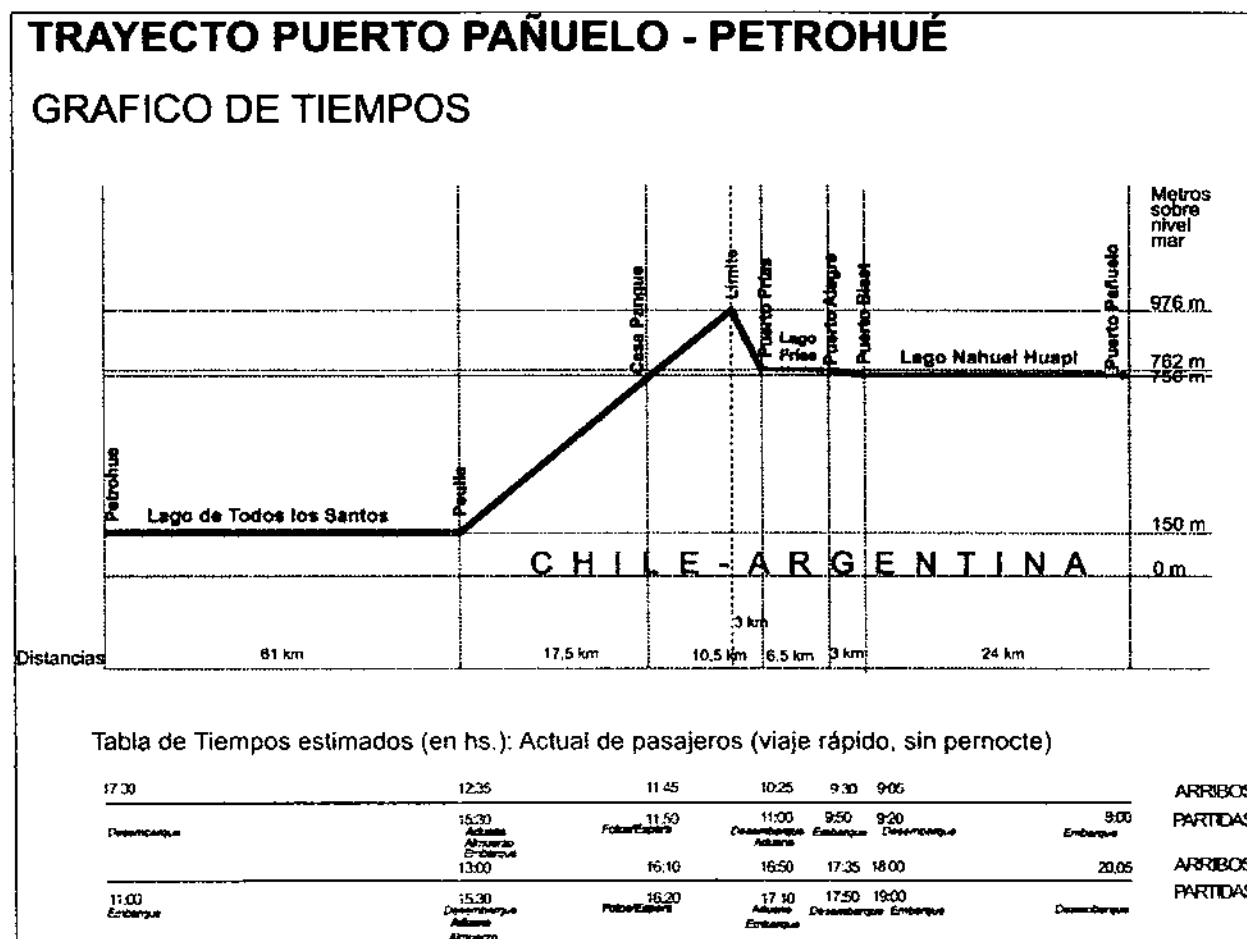 TRAYECTO PUERTO PAÑUELO - PETROHUÉ
GRAFICO DE TIEMPOS
Metros
sobre
nivel
mar
Petrohue
Peulla
Casa Pangue
Limite
Puerto Frias
Puerto Alegre
Puerto Blest
Puerto Pañuelo
976 m
Lago
Frias
Lago Nahuel Huapi
762 m
756 m
Lago de Todos los Santos
150 m
CHILE-ARGENTINA
0 m
3 km
Distancias
61 km
17,5 km
10,5 km
6.5 km
3 km
24 km
Tabla de Tiempos estimados (en hs.): Actual de pasajeros (viaje rápido, sin pernocte)
17:30 12:35 11:45 10:25 9:30 9:05 ARRIBOS
15:30 11:50 11:00 9:50 9:20 9:00 PARTIDAS
Desembarque Aduana Fotos/Espera Desembarque Embarque Desembarque Embarque
Almuerzo Aduana
Embarque
13:00 16:10 16:50 17:35 18:00 20,05 ARRIBOS
11:00 15:30 16:20 17:10 17:50 19:00 PARTIDAS
Embarque Desembarque Fotos/Espera Aduana Desembarque Embarque Desembarque
Aduana Embarque
Almuerzo